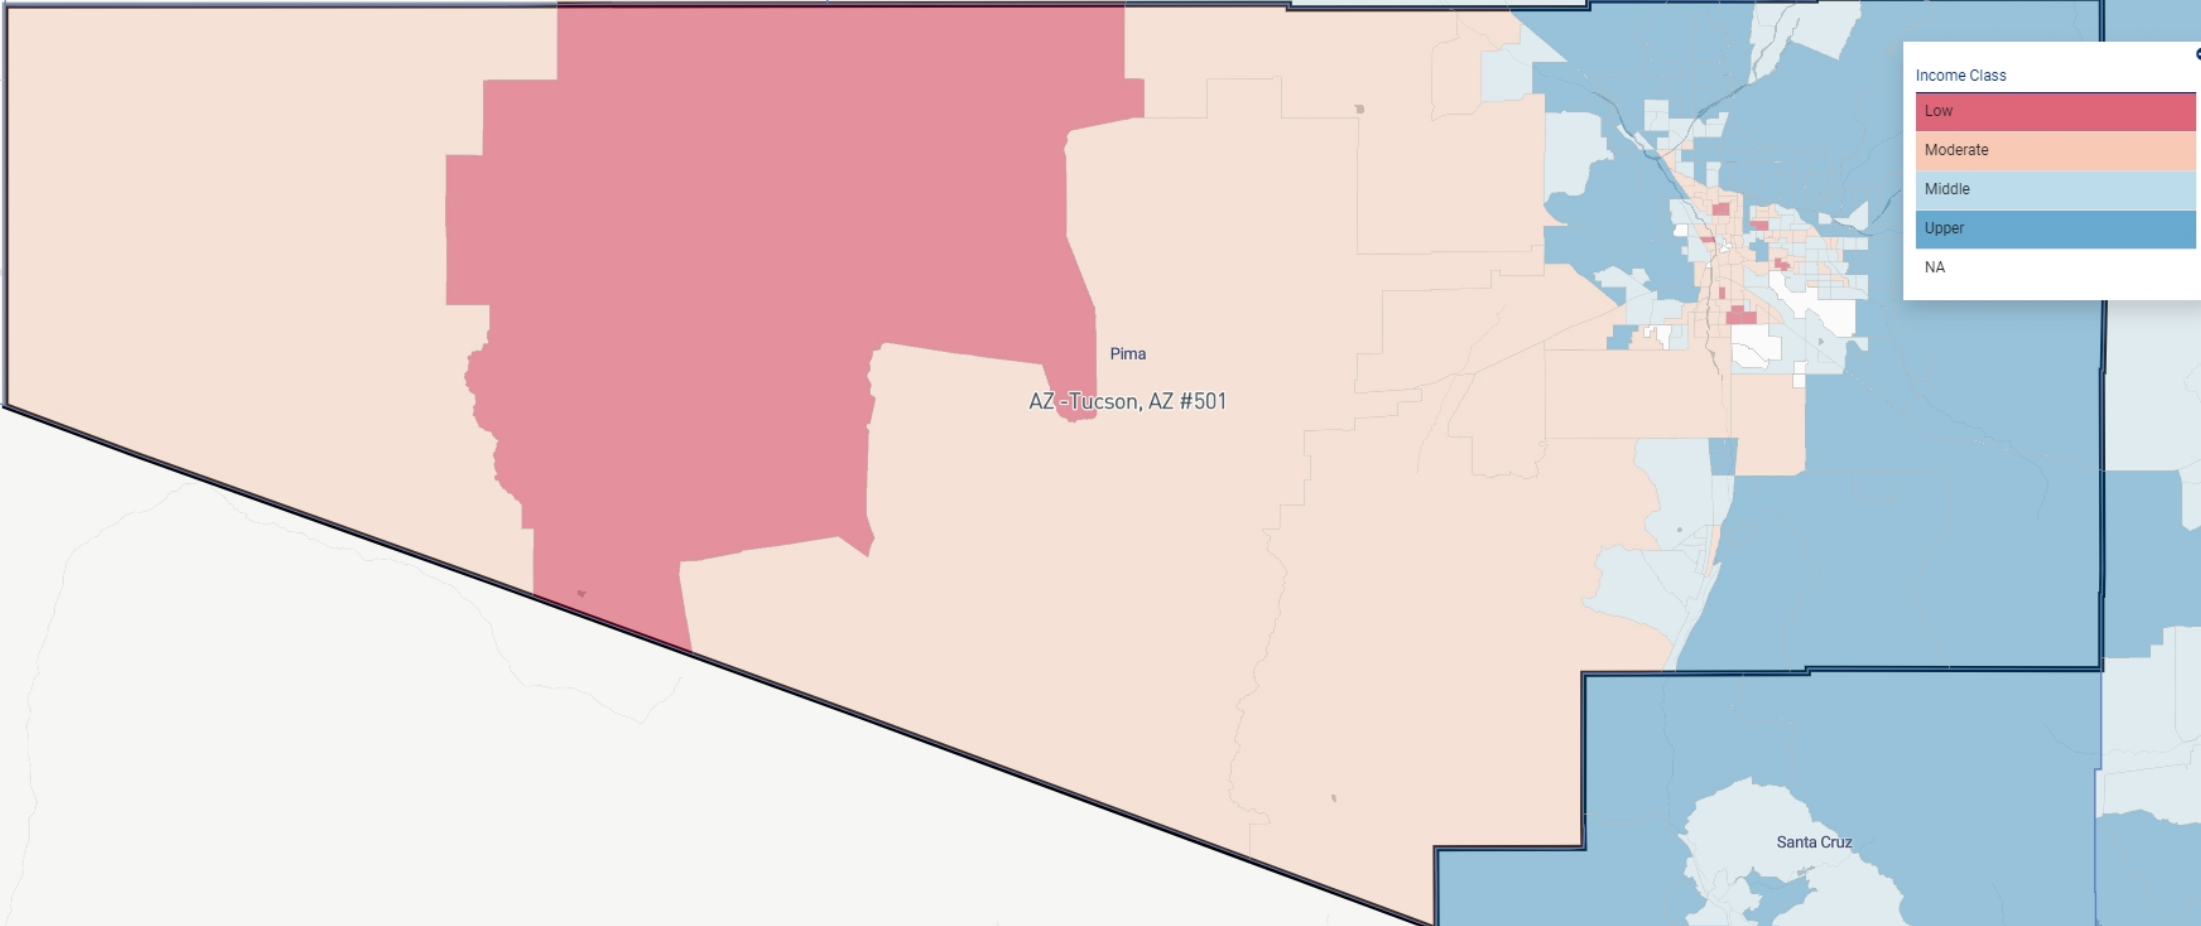 Income Class
Low
Moderate
Middle
Upper
NA
Pima
AZ -Tucson, AZ #501
Santa Cruz